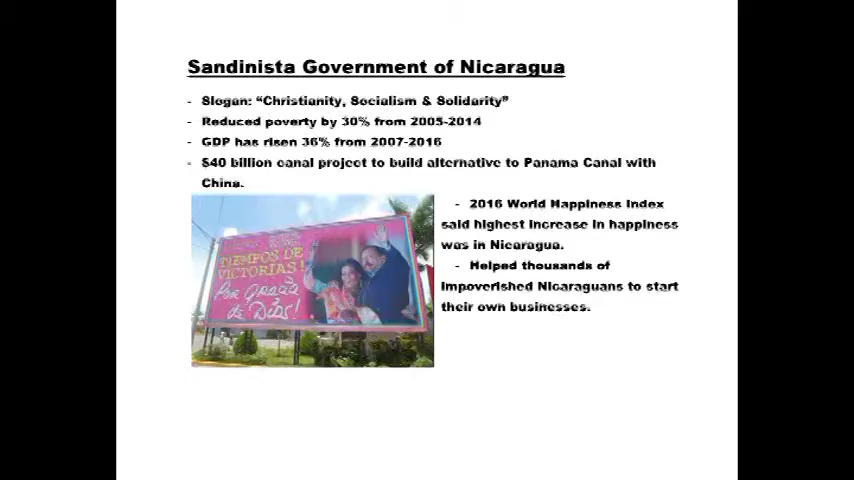 Sandinista Government of Nicaragua
- Slogan: “Christianity, Socialism & Solidarity”
- Reduced poverty by 30% from 2005-2014
- GDP has risen 36% from 2007-2016
- $40 billion canal project to build alternative to Panama Canal with
China.
- 2016 World Happiness Index
said highest increase in happiness
was in Nicaragua.
- Helped thousands of
impoverished Nicaraguans to start
their own businesses.
TIEMPOS DE
VICTORIAS!
Por Gracia
de Dios!